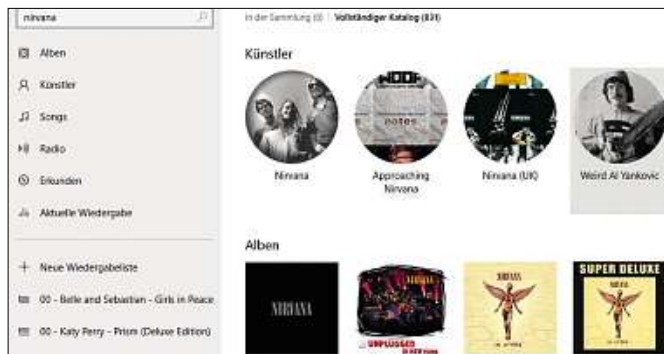 nirvana
Alben
Künstler
Songs
Radio
Erkunden
Aktuelle Wiedergabe
Neue Wiedergabeliste
00 - Belle and Sebastian - Girls in Peace
00 - Katy Perry - Prism (Deluxe Edition)
In der Sammlung (0) Vollständiger Katalog (831)
Künstler
notes
Nirvana
Approaching
Nirvana
Nirvana (UK)
Weird Al Yankovic
Alben
NIRVANA
UNPLUGGED
NIRVANA
SUPER DELUXE
NIRVANA